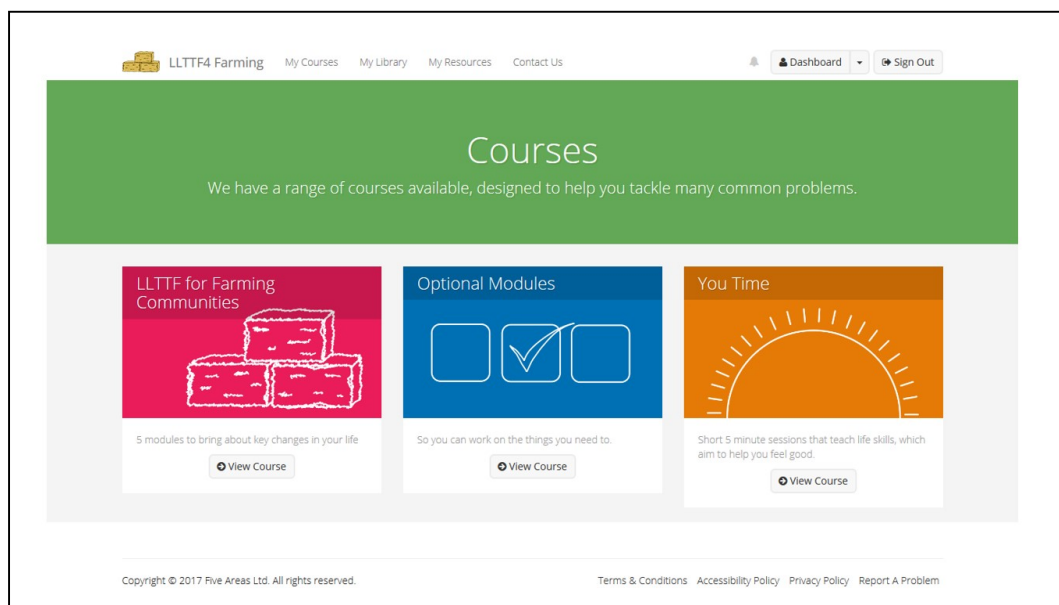 LLTTF4 Farming My Courses My Library My Resources Contact Us Dashboard Sign Out
Courses
We have a range of courses available, designed to help you tackle many common problems.
LLTTF for Farming
Communities
5 modules to bring about key changes in your life
View Course
Optional Modules
So you can work on the things you need to.
View Course
You Time
Short 5 minute sessions that teach life skills, which
aim to help you feel good.
View Course
Copyright © 2017 Five Areas Ltd. All rights reserved. Terms & Conditions Accessibility Policy Privacy Policy Report A Problem